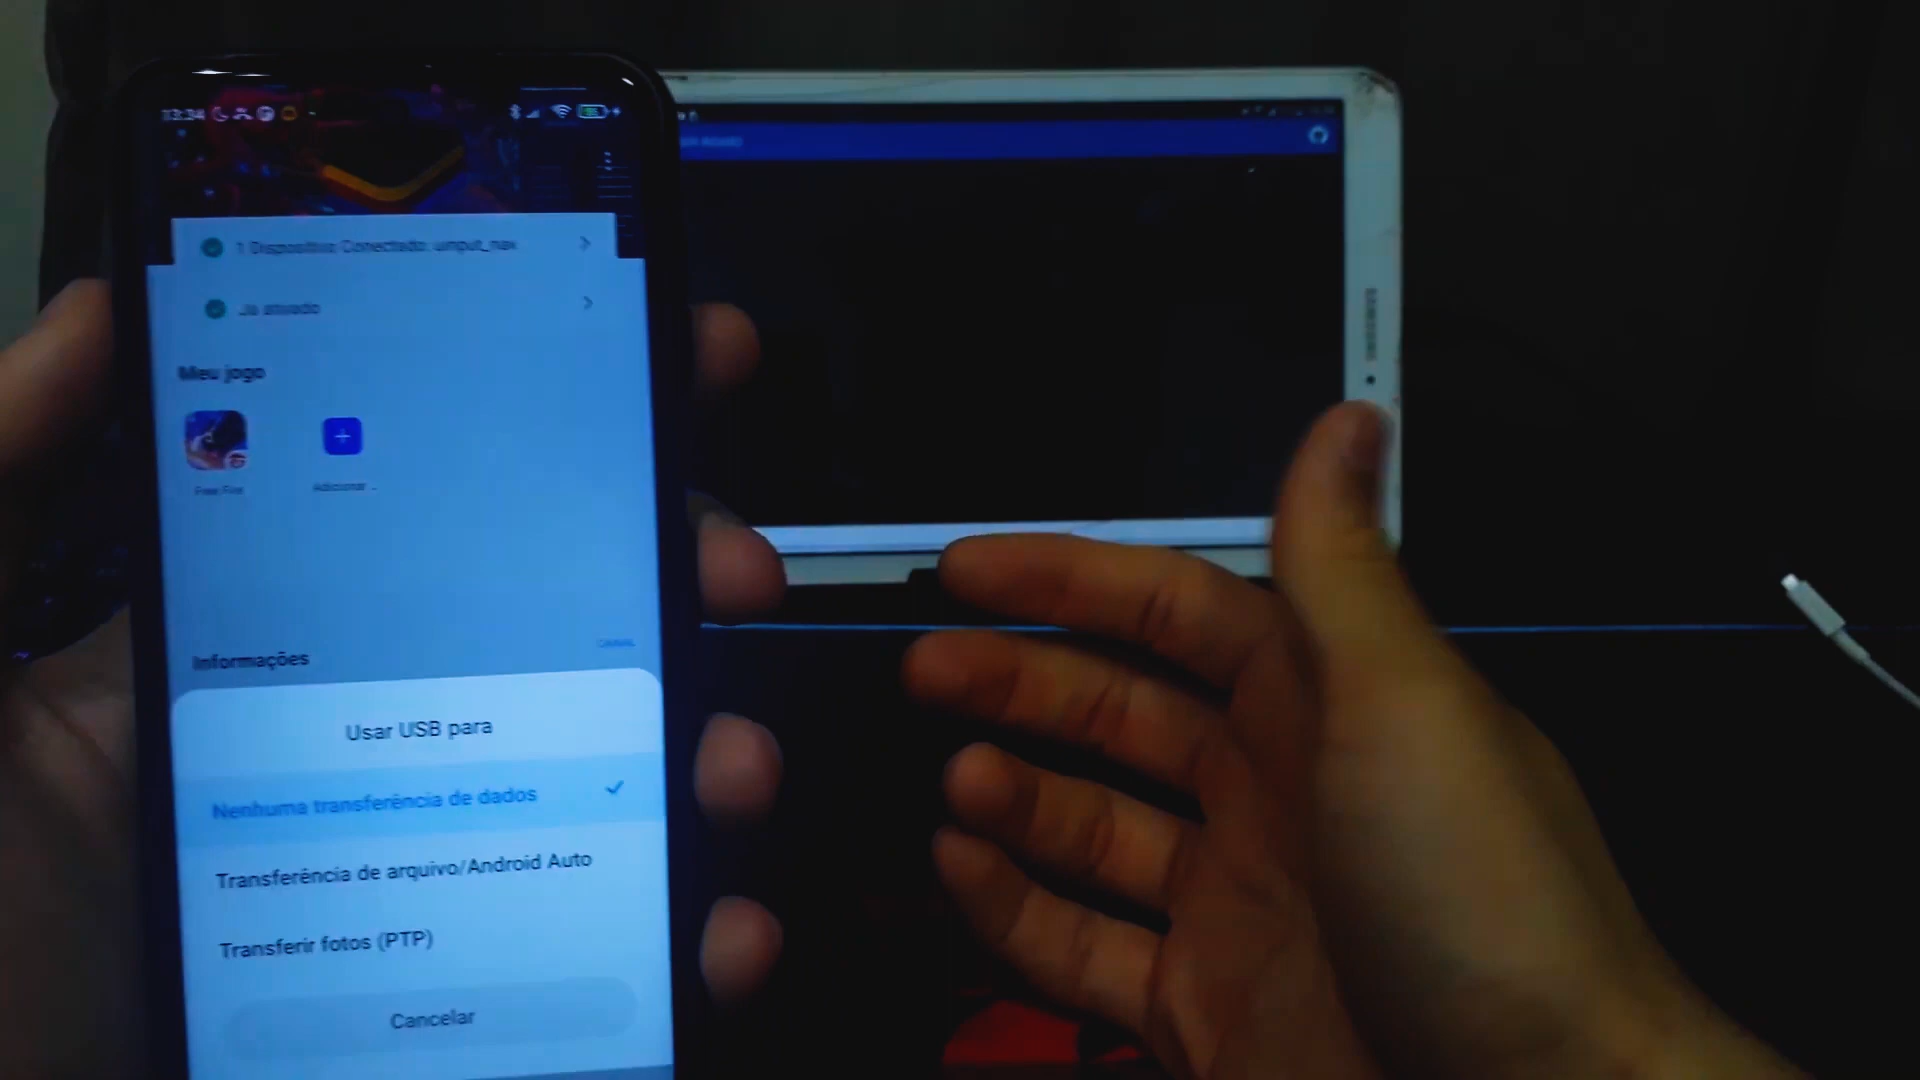 13:34
1 Dispositivo Conectado: uinput_nav
Já ativado
Meu jogo
Free Fire
Adicionar ...
Informações
Usar USB para
Nenhuma transferência de dados
Transferência de arquivo/Android Auto
Transferir fotos (PTP)
Cancelar
SAMSUNG